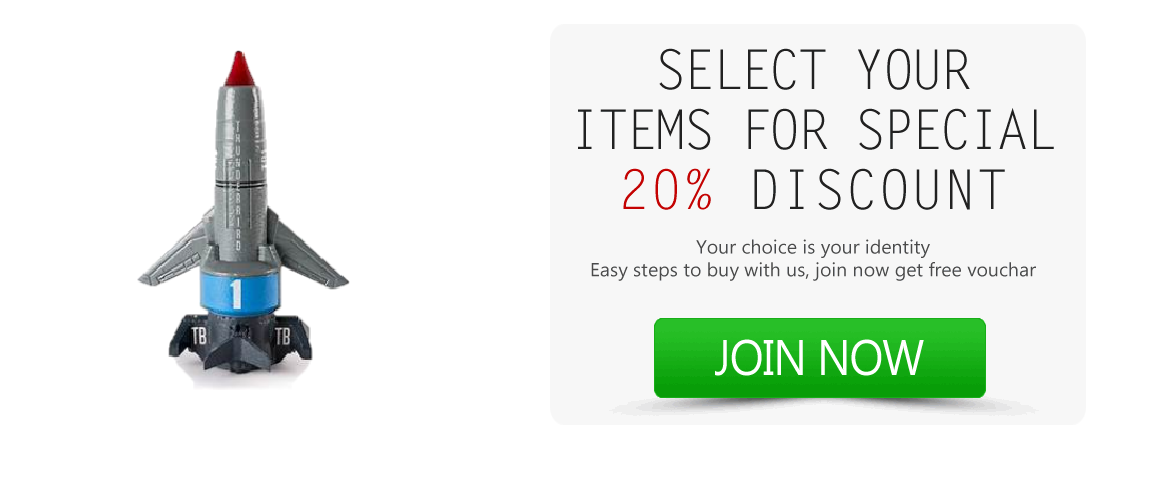 THUNDERBIRD
1
TB
TB
SELECT YOUR
ITEMS FOR SPECIAL
20% DISCOUNT
Your choice is your identity
Easy steps to buy with us, join now get free vouchar
JOIN NOW